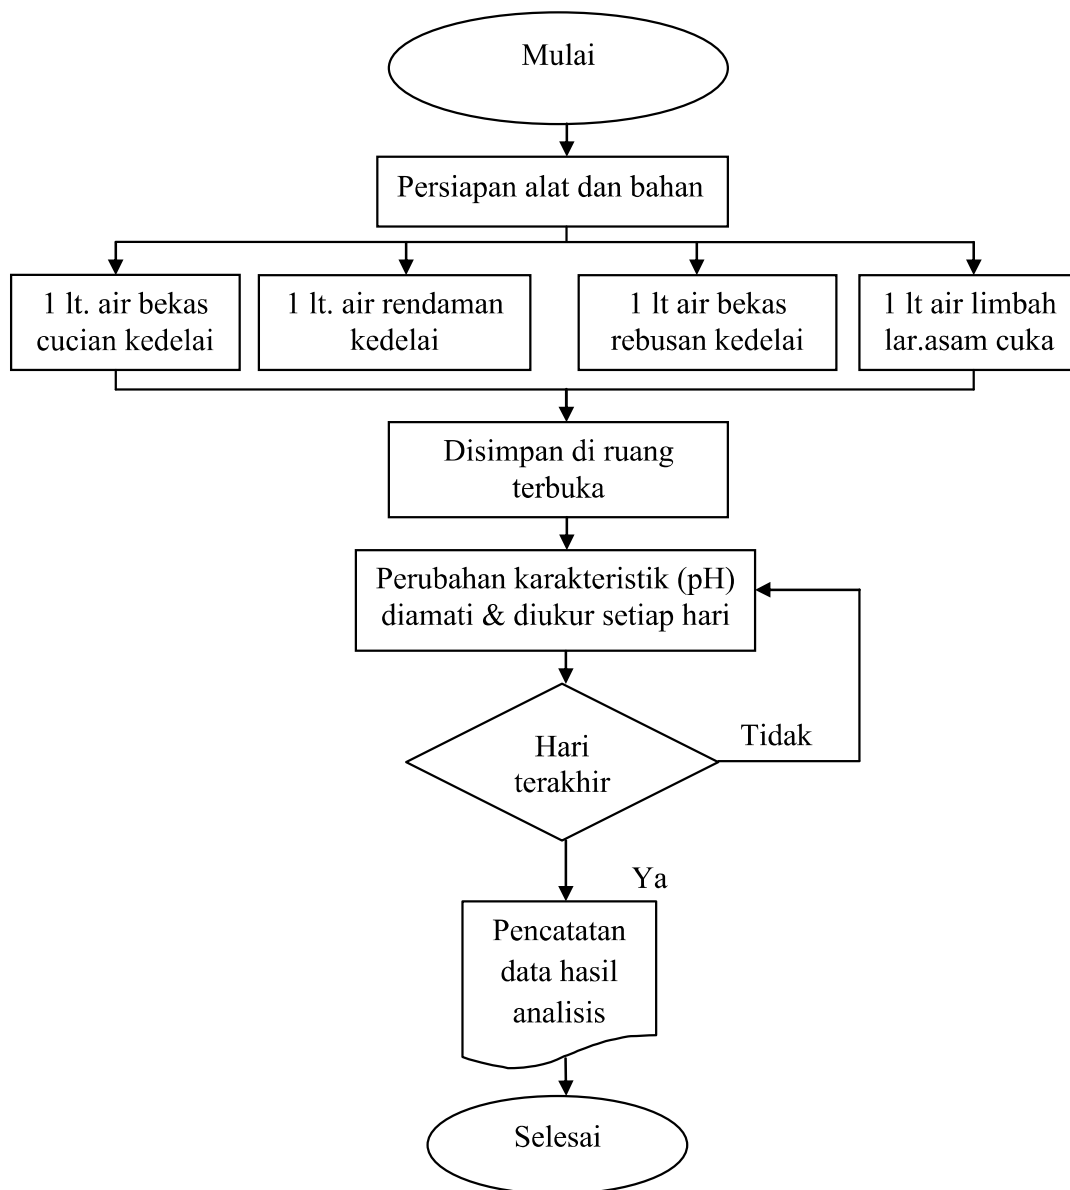 Mulai
Persiapan alat dan bahan
1 lt. air bekas
cucian kedelai
1 lt. air rendaman
kedelai
1 lt air bekas
rebusan kedelai
1 lt air limbah
lar.asam cuka
Disimpan di ruang
terbuka
Perubahan karakteristik (pH)
diamati & diukur setiap hari
Hari
terakhir
Tidak
Ya
Pencatatan
data hasil
analisis
Selesai